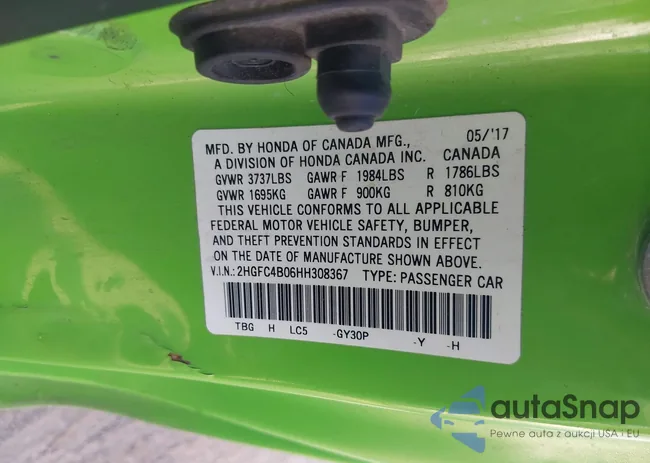 MFD. BY HONDA OF CANADA MFG., 05/'17
A DIVISION OF HONDA CANADA INC. CANADA
GVWR 3737LBS GAWR F 1984LBS R 1786LBS
GVWR 1695KG GAWR F 900KG R 810KG
THIS VEHICLE CONFORMS TO ALL APPLICABLE
FEDERAL MOTOR VEHICLE SAFETY, BUMPER,
AND THEFT PREVENTION STANDARDS IN EFFECT
ON THE DATE OF MANUFACTURE SHOWN ABOVE.
V.I.N.: 2HGFC4B06HH308367 TYPE: PASSENGER CAR
TBG H LC5 -GY30P -Y -H
autaSnap
Pewne auta z aukcji USA i EU